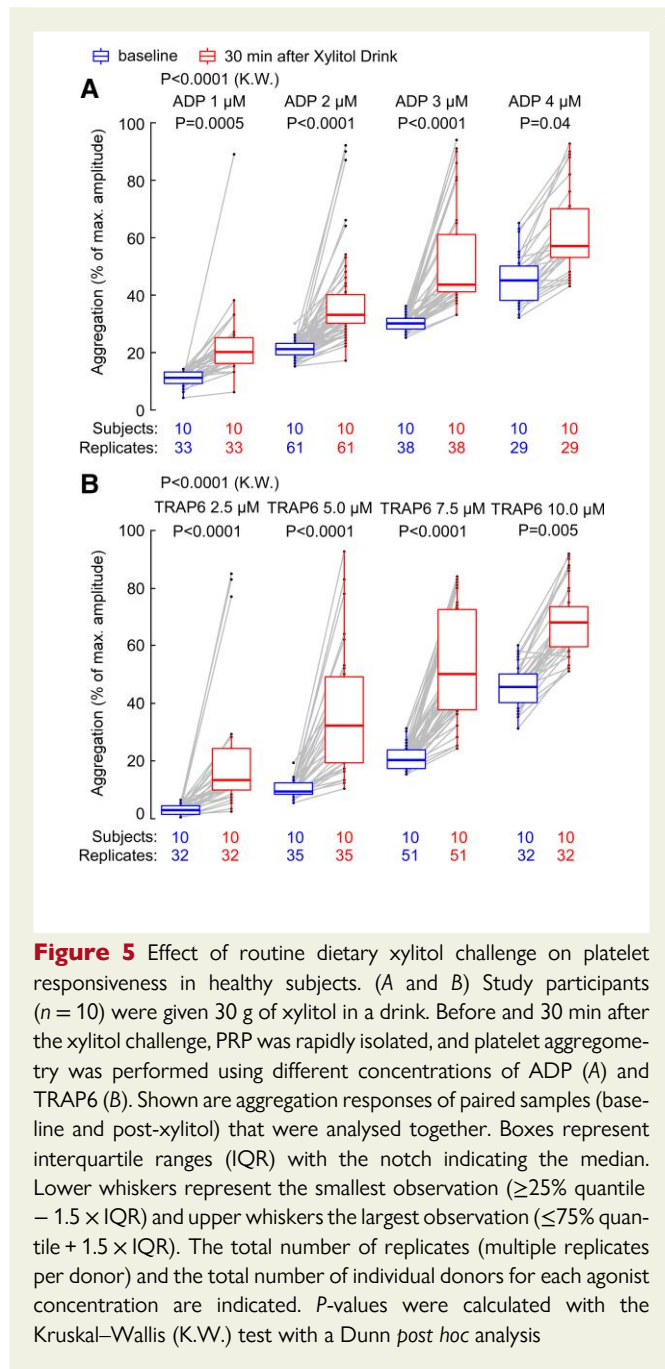 baseline 30 min after Xylitol Drink
A P<0.0001 (K.W.)
ADP 1 µM ADP 2 µM ADP 3 µM ADP 4 µM
P=0.0005 P<0.0001 P<0.0001 P=0.04
Aggregation (% of max. amplitude)
100
80
60
40
20
0
Subjects: 10 10 10 10 10 10 10 10
Replicates: 33 33 61 61 38 38 29 29
B P<0.0001 (K.W.)
TRAP6 2.5 µM TRAP6 5.0 µM TRAP6 7.5 µM TRAP6 10.0 µM
P<0.0001 P<0.0001 P<0.0001 P=0.005
Aggregation (% of max. amplitude)
100
80
60
40
20
0
Subjects: 10 10 10 10 10 10 10 10
Replicates: 32 32 35 35 51 51 32 32
Figure 5 Effect of routine dietary xylitol challenge on platelet
responsiveness in healthy subjects. (A and B) Study participants
(n = 10) were given 30 g of xylitol in a drink. Before and 30 min after
the xylitol challenge, PRP was rapidly isolated, and platelet aggregome-
try was performed using different concentrations of ADP (A) and
TRAP6 (B). Shown are aggregation responses of paired samples (base-
line and post-xylitol) that were analysed together. Boxes represent
interquartile ranges (IQR) with the notch indicating the median.
Lower whiskers represent the smallest observation (≥25% quantile
− 1.5 × IQR) and upper whiskers the largest observation (≤75% quan-
tile + 1.5 × IQR). The total number of replicates (multiple replicates
per donor) and the total number of individual donors for each agonist
concentration are indicated. P-values were calculated with the
Kruskal–Wallis (K.W.) test with a Dunn post hoc analysis